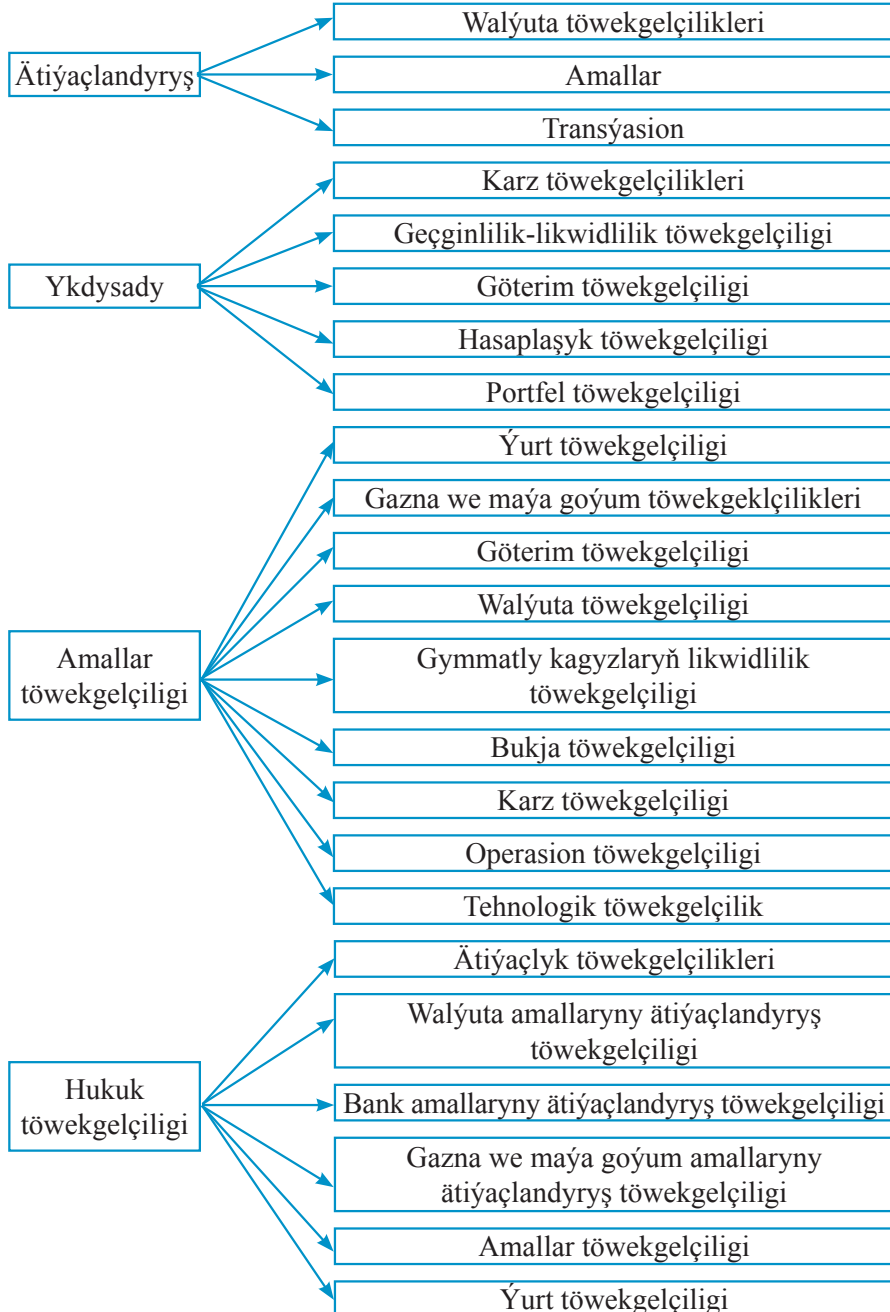 Ätiýaçlandyryş
Walýuta töwekgelçilikleri
Amallar
Transýasion
Ykdysady
Karz töwekgelçilikleri
Geçginlilik-likwidlilik töwekgelçiligi
Göterim töwekgelçiligi
Hasaplaşyk töwekgelçiligi
Portfel töwekgelçiligi
Amallar
töwekgelçiligi
Ýurt töwekgelçiligi
Gazna we maýa goýum töwekgeklçilikleri
Göterim töwekgelçiligi
Walýuta töwekgelçiligi
Gymmatly kagyzlaryň likwidlilik
töwekgelçiligi
Bukja töwekgelçiligi
Karz töwekgelçiligi
Operasion töwekgelçiligi
Tehnologik töwekgelçilik
Hukuk
töwekgelçiligi
Ätiýaçlyk töwekgelçilikleri
Walýuta amallaryny ätiýaçlandyryş
töwekgelçiligi
Bank amallaryny ätiýaçlandyryş töwekgelçiligi
Gazna we maýa goýum amallaryny
ätiýaçlandyryş töwekgelçiligi
Amallar töwekgelçiligi
Ýurt töwekgelçiligi